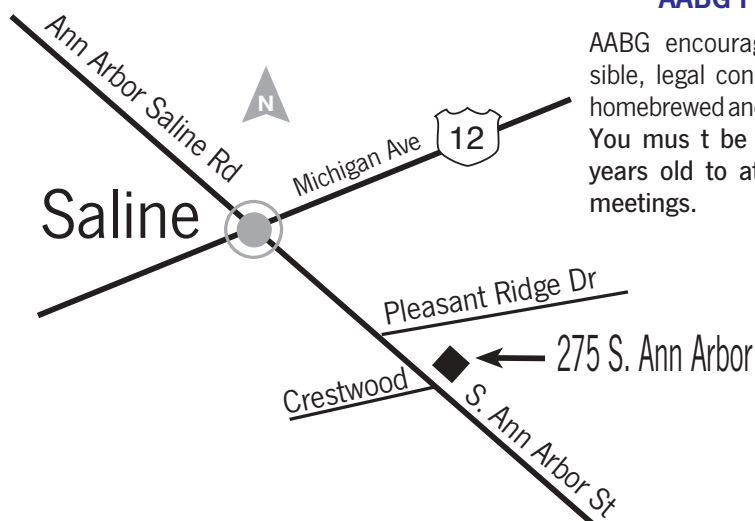 AABG
AABG encourag
sible, legal con
homebrewed and
You mus t be
years old to at
meetings.
Ann Arbor Saline Rd
N
Michigan Ave
12
Saline
Pleasant Ridge Dr
275 S. Ann Arbor
Crestwood
S. Ann Arbor St